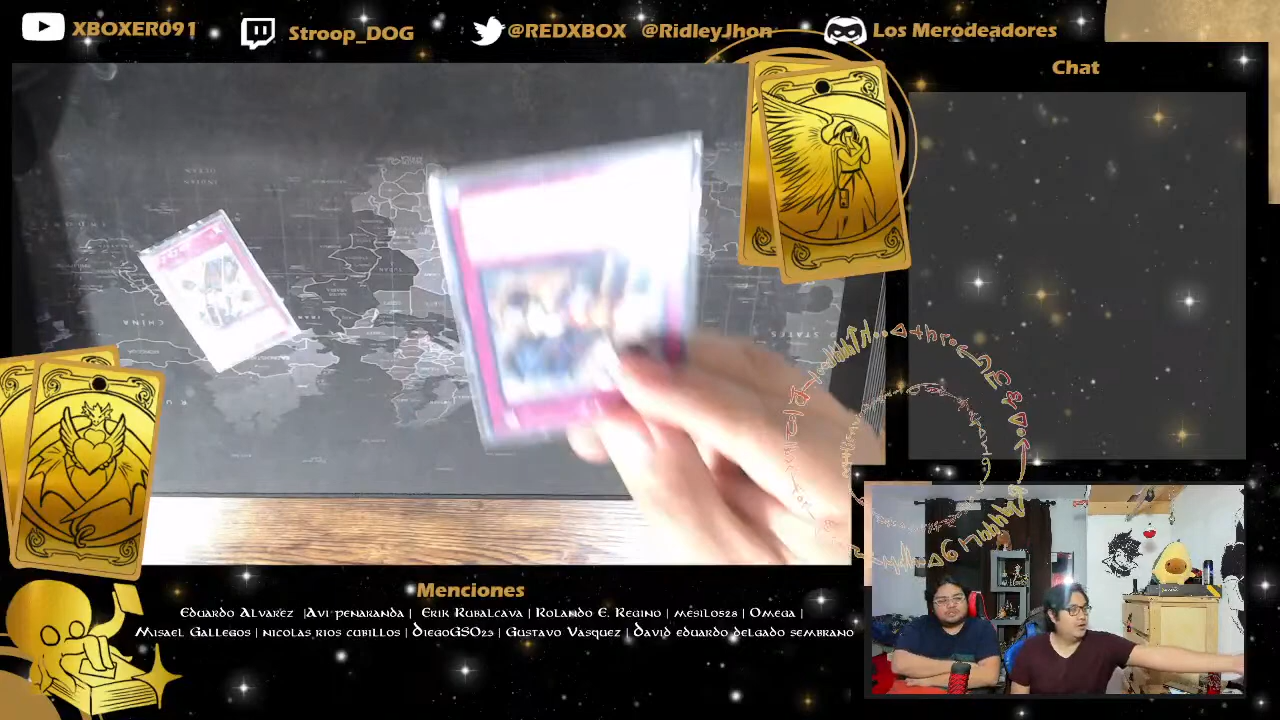 XBOXER091
Stroop_DOG
@REDXBOX @RidleyJhon
Los Merodeadores
Chat
Menciones
Eduardo Alvarez |Avi penaranda | Erik Rubalcava | Rolando E. Regino | mésil0528 | Omega |
Misael Gallegos | nicolas rios cubillos | DiegoGSO23 | Gustavo Vasquez | David eduardo delgado sembrano